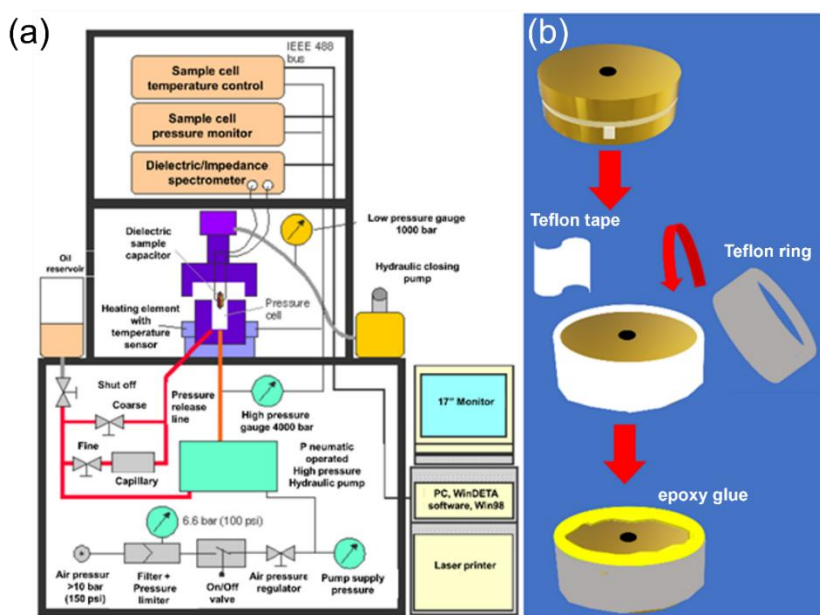 (a)
IEEE 488
bus
Sample cell
temperature control
Sample cell
pressure monitor
Dielectric/Impedance
spectrometer
Low pressure gauge
1000 bar
Dielectric
sample
capacitor
Oil
reservoir
Hydraulic closing
pump
Heating element
with
temperature
sensor
Pressure
cell
Shut off
Coarse
Pressure
release
line
High pressure
gauge 4000 bar
17" Monitor
Fine
Capillary
P neumatic
operated
High pressure
Hydraulic pump
PC, WinDETA
software, Win98
6.6 bar (100 psi)
Air pressur
>10 bar
(150 psi)
Filter +
Pressure
limiter
On/Off
valve
Air pressure
regulator
Pump supply
pressure
Laser printer
(b)
Teflon tape
Teflon ring
epoxy glue